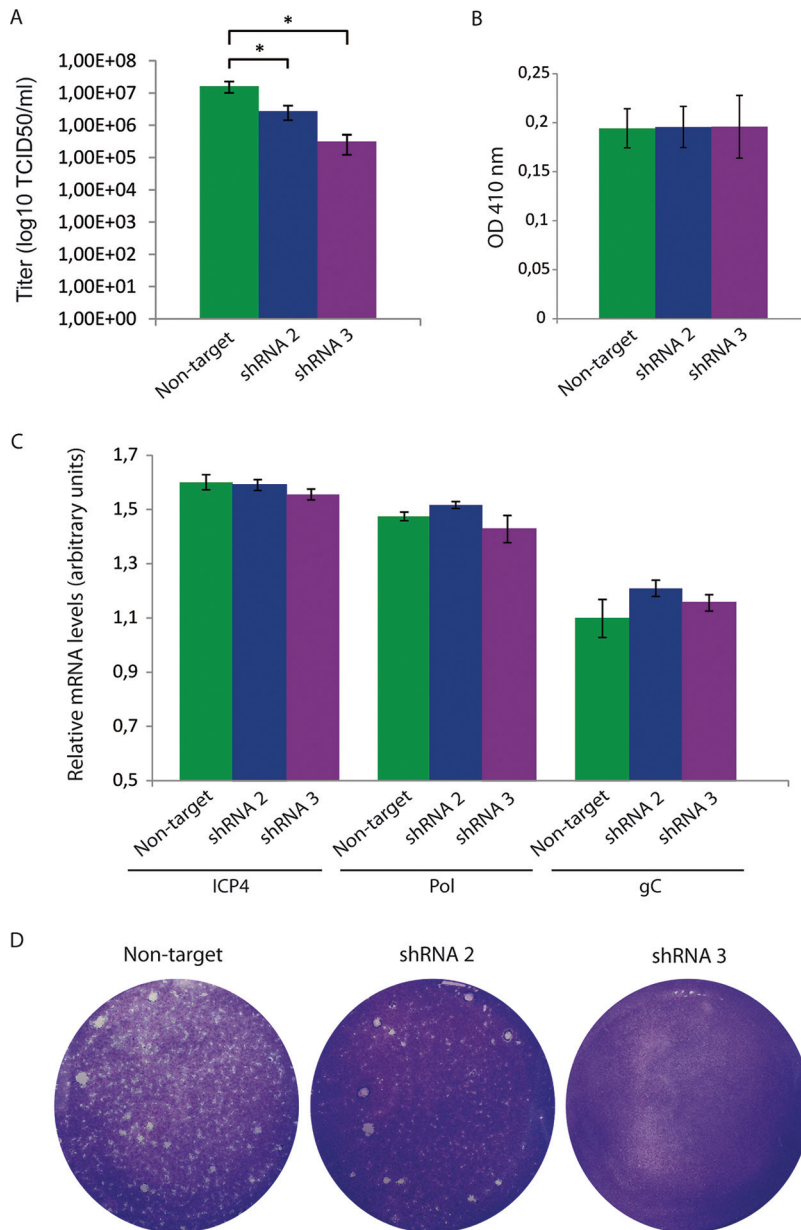 A
*
*
Titer (log10 TCID50/ml)
1,00E+08
1,00E+07
1,00E+06
1,00E+05
1,00E+04
1,00E+03
1,00E+02
1,00E+01
1,00E+00
Non-target
shRNA 2
shRNA 3
B
OD 410 nm
0,25
0,2
0,15
0,1
0,05
0
Non-target
shRNA 2
shRNA 3
C
Relative mRNA levels (arbitrary units)
1,7
1,5
1,3
1,1
0,9
0,7
0,5
Non-target
shRNA 2
shRNA 3
Non-target
shRNA 2
shRNA 3
Non-target
shRNA 2
shRNA 3
ICP4
Pol
gC
D
Non-target
shRNA 2
shRNA 3